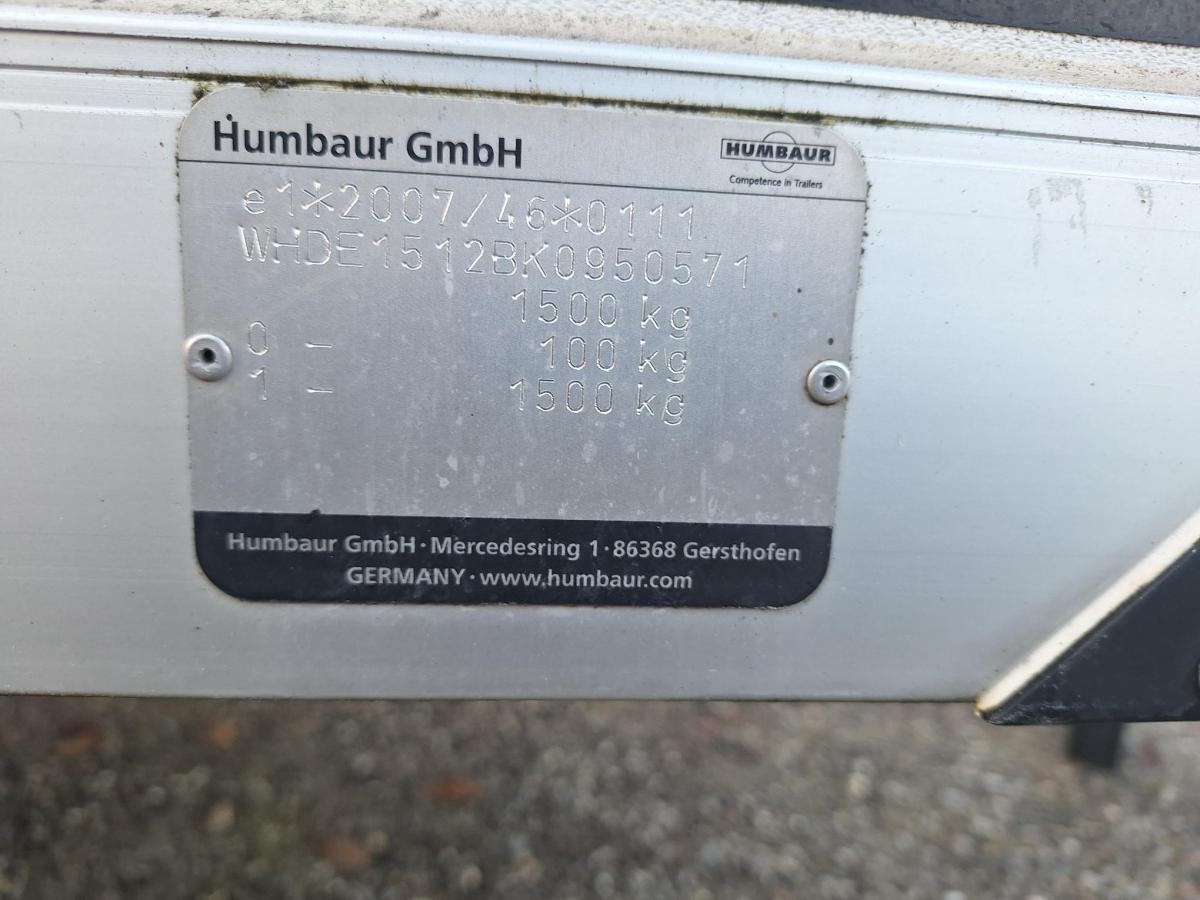 Humbaur GmbH
HUMBAUR
Competence in Trailers
e1*2007/46*0111
WHDE1512BK0950571
1500 kg
0 - 100 kg
1 - 1500 kg
Humbaur GmbH · Mercedesring 1 · 86368 Gersthofen
GERMANY · www.humbaur.com